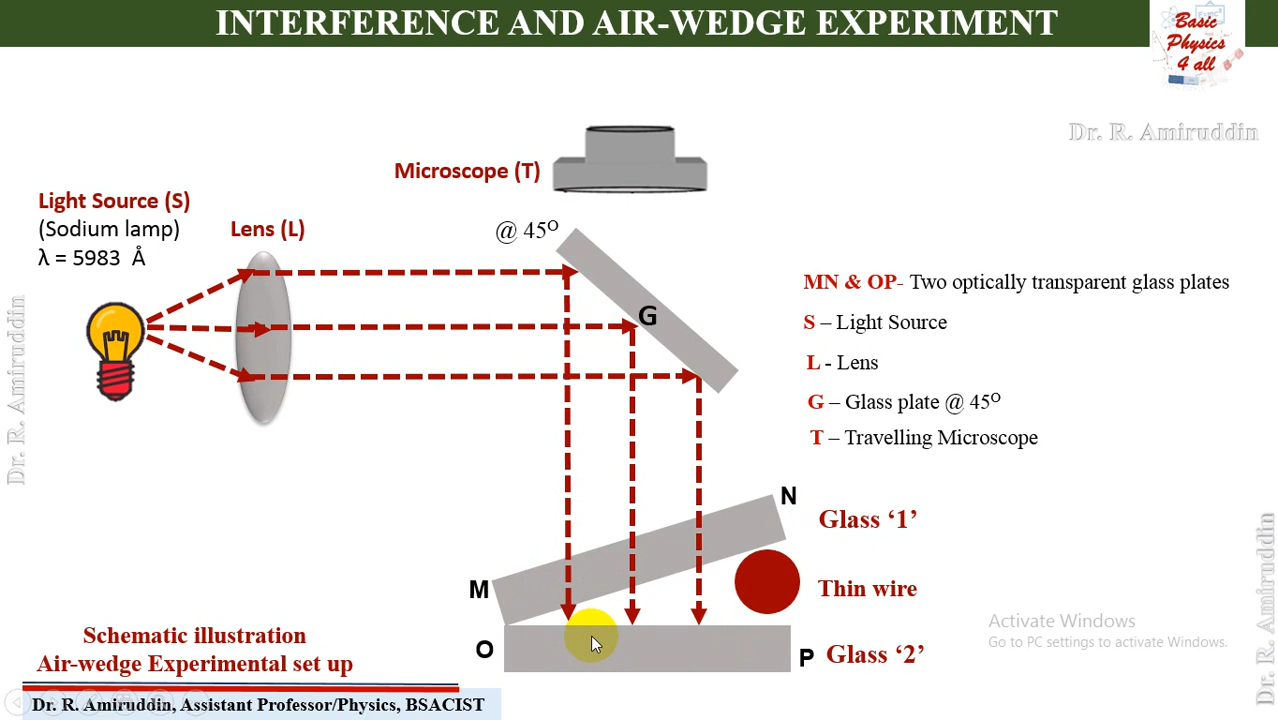 INTERFERENCE AND AIR-WEDGE EXPERIMENT
Basic
Physics
4 all
Dr. R. Amiruddin
Microscope (T)
Light Source (S)
(Sodium lamp)
λ = 5983 Å
Lens (L)
@ 45ᴼ
G
MN & OP- Two optically transparent glass plates
S – Light Source
L - Lens
G – Glass plate @ 45ᴼ
T – Travelling Microscope
Dr. R. Amiruddin
N
Glass ‘1’
M
Thin wire
O
P
Glass ‘2’
Activate Windows
Go to PC settings to activate Windows.
Dr. R. Amiruddin
Schematic illustration
Air-wedge Experimental set up
Dr. R. Amiruddin, Assistant Professor/Physics, BSACIST